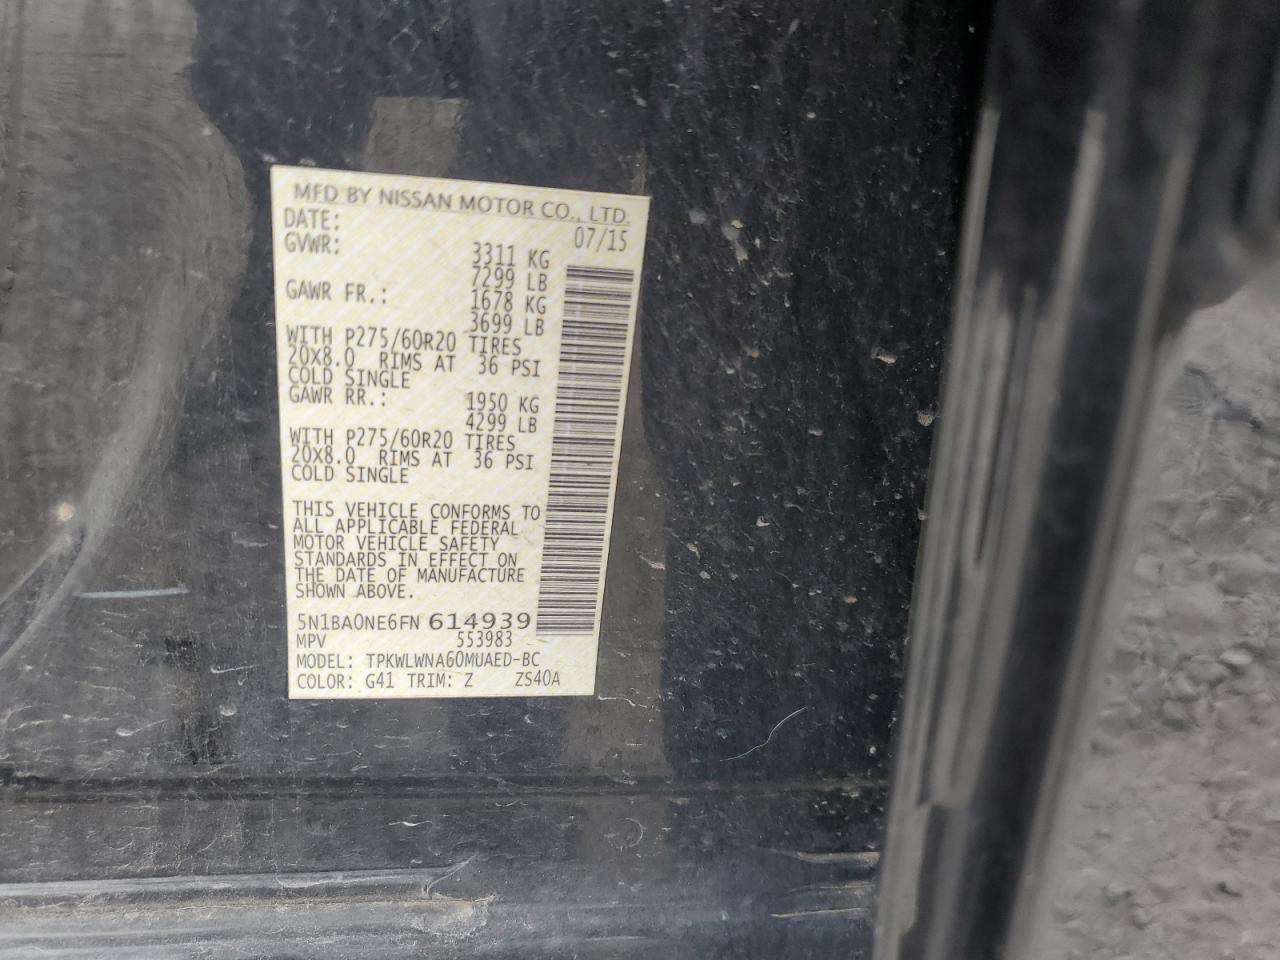 MFD BY NISSAN MOTOR CO., LTD.
DATE: 07/15
GVWR: 3311 KG
7299 LB
GAWR FR.: 1678 KG
3699 LB
WITH P275/60R20 TIRES
20X8.0 RIMS AT 36 PSI
COLD SINGLE
GAWR RR.: 1950 KG
4299 LB
WITH P275/60R20 TIRES
20X8.0 RIMS AT 36 PSI
COLD SINGLE
THIS VEHICLE CONFORMS TO
ALL APPLICABLE FEDERAL
MOTOR VEHICLE SAFETY
STANDARDS IN EFFECT ON
THE DATE OF MANUFACTURE
SHOWN ABOVE.
5N1BA0NE6FN 614939
MPV 553983
MODEL: TPKWLWNA60MUAED-BC
COLOR: G41 TRIM: Z ZS40A